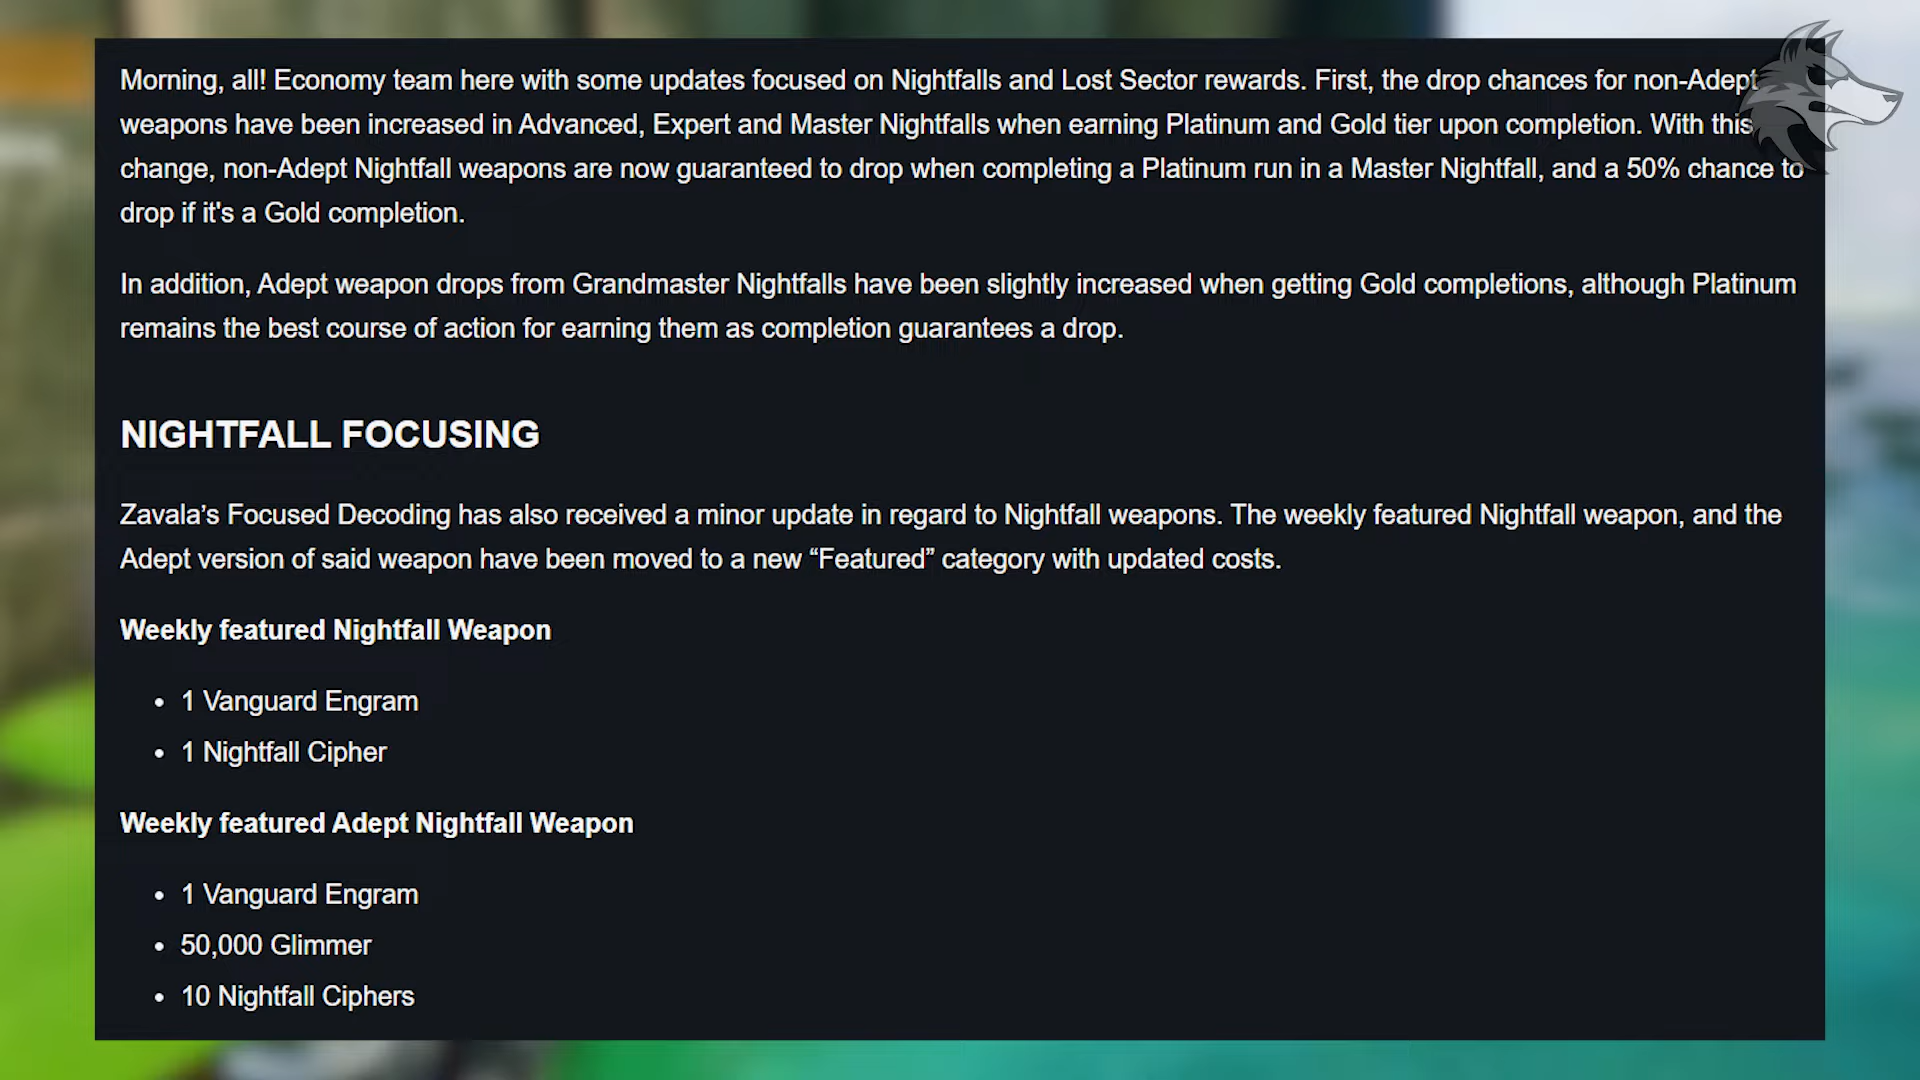 Morning, all! Economy team here with some updates focused on Nightfalls and Lost Sector rewards. First, the drop chances for non-Adept
weapons have been increased in Advanced, Expert and Master Nightfalls when earning Platinum and Gold tier upon completion. With this
change, non-Adept Nightfall weapons are now guaranteed to drop when completing a Platinum run in a Master Nightfall, and a 50% chance to
drop if it's a Gold completion.
In addition, Adept weapon drops from Grandmaster Nightfalls have been slightly increased when getting Gold completions, although Platinum
remains the best course of action for earning them as completion guarantees a drop.
NIGHTFALL FOCUSING
Zavala’s Focused Decoding has also received a minor update in regard to Nightfall weapons. The weekly featured Nightfall weapon, and the
Adept version of said weapon have been moved to a new “Featured” category with updated costs.
Weekly featured Nightfall Weapon
• 1 Vanguard Engram
• 1 Nightfall Cipher
Weekly featured Adept Nightfall Weapon
• 1 Vanguard Engram
• 50,000 Glimmer
• 10 Nightfall Ciphers